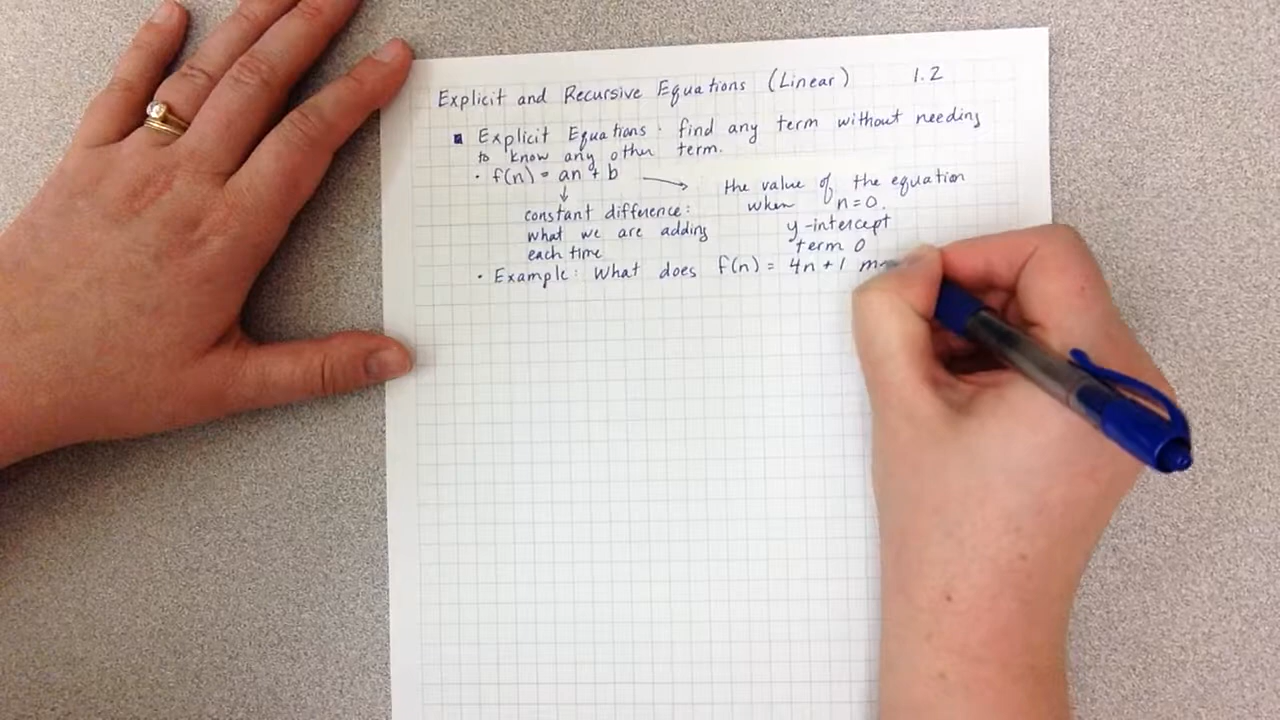 Explicit and Recursive Equations (Linear) 1.2
Explicit Equations: find any term without needing
to know any other term.
• f(n) = an + b → the value of the equation
when n=0.
↓
constant difference: y-intercept
what we are adding term 0
each time
• Example: What does f(n) = 4n+1